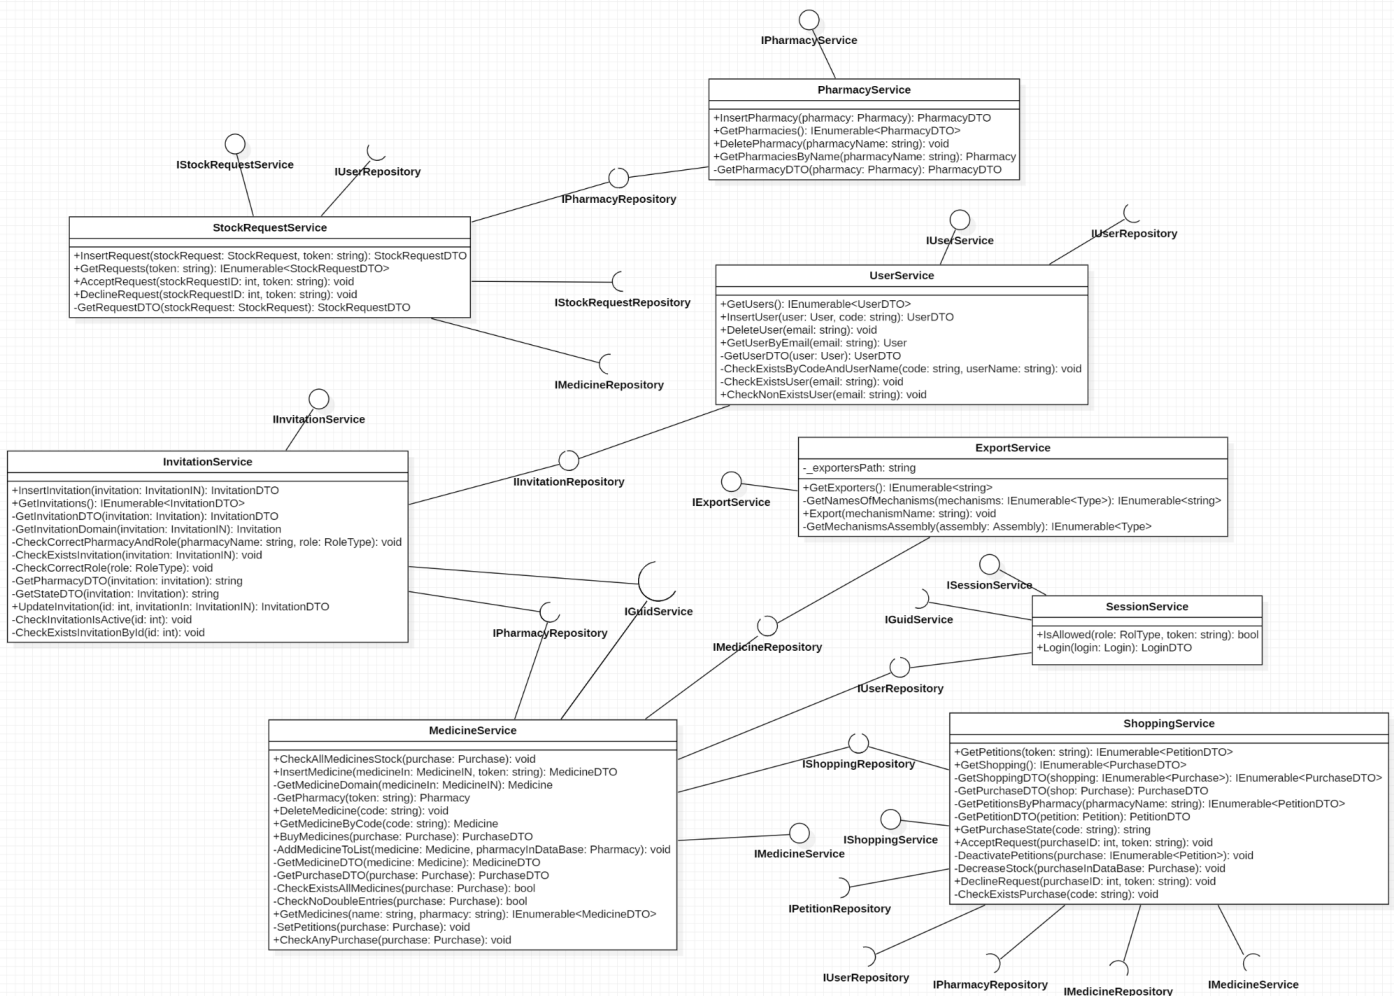 IPharmacyService
PharmacyService
+InsertPharmacy(pharmacy: Pharmacy): PharmacyDTO
+GetPharmacies(): IEnumerable<PharmacyDTO>
+DeletePharmacy(pharmacyName: string): void
+GetPharmaciesByName(pharmacyName: string): Pharmacy
-GetPharmacyDTO(pharmacy: Pharmacy): PharmacyDTO
IStockRequestService
IUserRepository
IPharmacyRepository
StockRequestService
+InsertRequest(stockRequest: StockRequest, token: string): StockRequestDTO
+GetRequests(token: string): IEnumerable<StockRequestDTO>
+AcceptRequest(stockRequestID: int, token: string): void
+DeclineRequest(stockRequestID: int, token: string): void
-GetRequestDTO(stockRequest: StockRequest): StockRequestDTO
IStockRequestRepository
IMedicineRepository
IUserService
IUserRepository
UserService
+GetUsers(): IEnumerable<UserDTO>
+InsertUser(user: User, code: string): UserDTO
+DeleteUser(email: string): void
+GetUserByEmail(email: string): User
-GetUserDTO(user: User): UserDTO
-CheckExistsByCodeAndUserName(code: string, userName: string): void
-CheckExistsUser(email: string): void
+CheckNonExistsUser(email: string): void
IInvitationService
IInvitationRepository
InvitationService
+InsertInvitation(invitation: InvitationIN): InvitationDTO
+GetInvitations(): IEnumerable<InvitationDTO>
-GetInvitationDTO(invitation: Invitation): InvitationDTO
-GetInvitationDomain(invitation: InvitationIN): Invitation
-CheckCorrectPharmacyAndRole(pharmacyName: string, role: RoleType): void
-CheckExistsInvitation(invitation: InvitationIN): void
-CheckCorrectRole(role: RoleType): void
-GetPharmacyDTO(invitation: invitation): string
-GetStateDTO(invitation: Invitation): string
+UpdateInvitation(id: int, invitationIn: InvitationIN): InvitationDTO
-CheckInvitationIsActive(id: int): void
-CheckExistsInvitationById(id: int): void
IExportService
ExportService
-_exportersPath: string
+GetExporters(): IEnumerable<string>
-GetNamesOfMechanisms(mechanisms: IEnumerable<Type>): IEnumerable<string>
+Export(mechanismName: string): void
-GetMechanismsAssembly(assembly: Assembly): IEnumerable<Type>
IGuidService
IPharmacyRepository
IMedicineRepository
ISessionService
IGuidService
SessionService
+IsAllowed(role: RolType, token: string): bool
+Login(login: Login): LoginDTO
IUserRepository
MedicineService
+CheckAllMedicinesStock(purchase: Purchase): void
+InsertMedicine(medicineIn: MedicineIN, token: string): MedicineDTO
-GetMedicineDomain(medicineIn: MedicineIN): Medicine
-GetPharmacy(token: string): Pharmacy
+DeleteMedicine(code: string): void
+GetMedicineByCode(code: string): Medicine
+BuyMedicines(purchase: Purchase): PurchaseDTO
-AddMedicineToList(medicine: Medicine, pharmacyInDataBase: Pharmacy): void
-GetMedicineDTO(medicine: Medicine): MedicineDTO
-GetPurchaseDTO(purchase: Purchase): PurchaseDTO
-CheckExistsAllMedicines(purchase: Purchase): bool
-CheckNoDoubleEntries(purchase: Purchase): bool
+GetMedicines(name: string, pharmacy: string): IEnumerable<MedicineDTO>
-SetPetitions(purchase: Purchase): void
+CheckAnyPurchase(purchase: Purchase): void
IShoppingRepository
IMedicineService
IShoppingService
IPetitionRepository
ShoppingService
+GetPetitions(token: string): IEnumerable<PetitionDTO>
+GetShopping(): IEnumerable<PurchaseDTO>
-GetShoppingDTO(shopping: IEnumerable<Purchase>): IEnumerable<PurchaseDTO>
-GetPurchaseDTO(shop: Purchase): PurchaseDTO
-GetPetitionsByPharmacy(pharmacyName: string): IEnumerable<PetitionDTO>
-GetPetitionDTO(petition: Petition): PetitionDTO
+GetPurchaseState(code: string): string
+AcceptRequest(purchaseID: int, token: string): void
-DeactivatePetitions(purchase: IEnumerable<Petition>): void
-DecreaseStock(purchaseInDataBase: Purchase): void
+DeclineRequest(purchaseID: int, token: string): void
-CheckExistsPurchase(code: string): void
IUserRepository
IPharmacyRepository
IMedicineRepository
IMedicineService